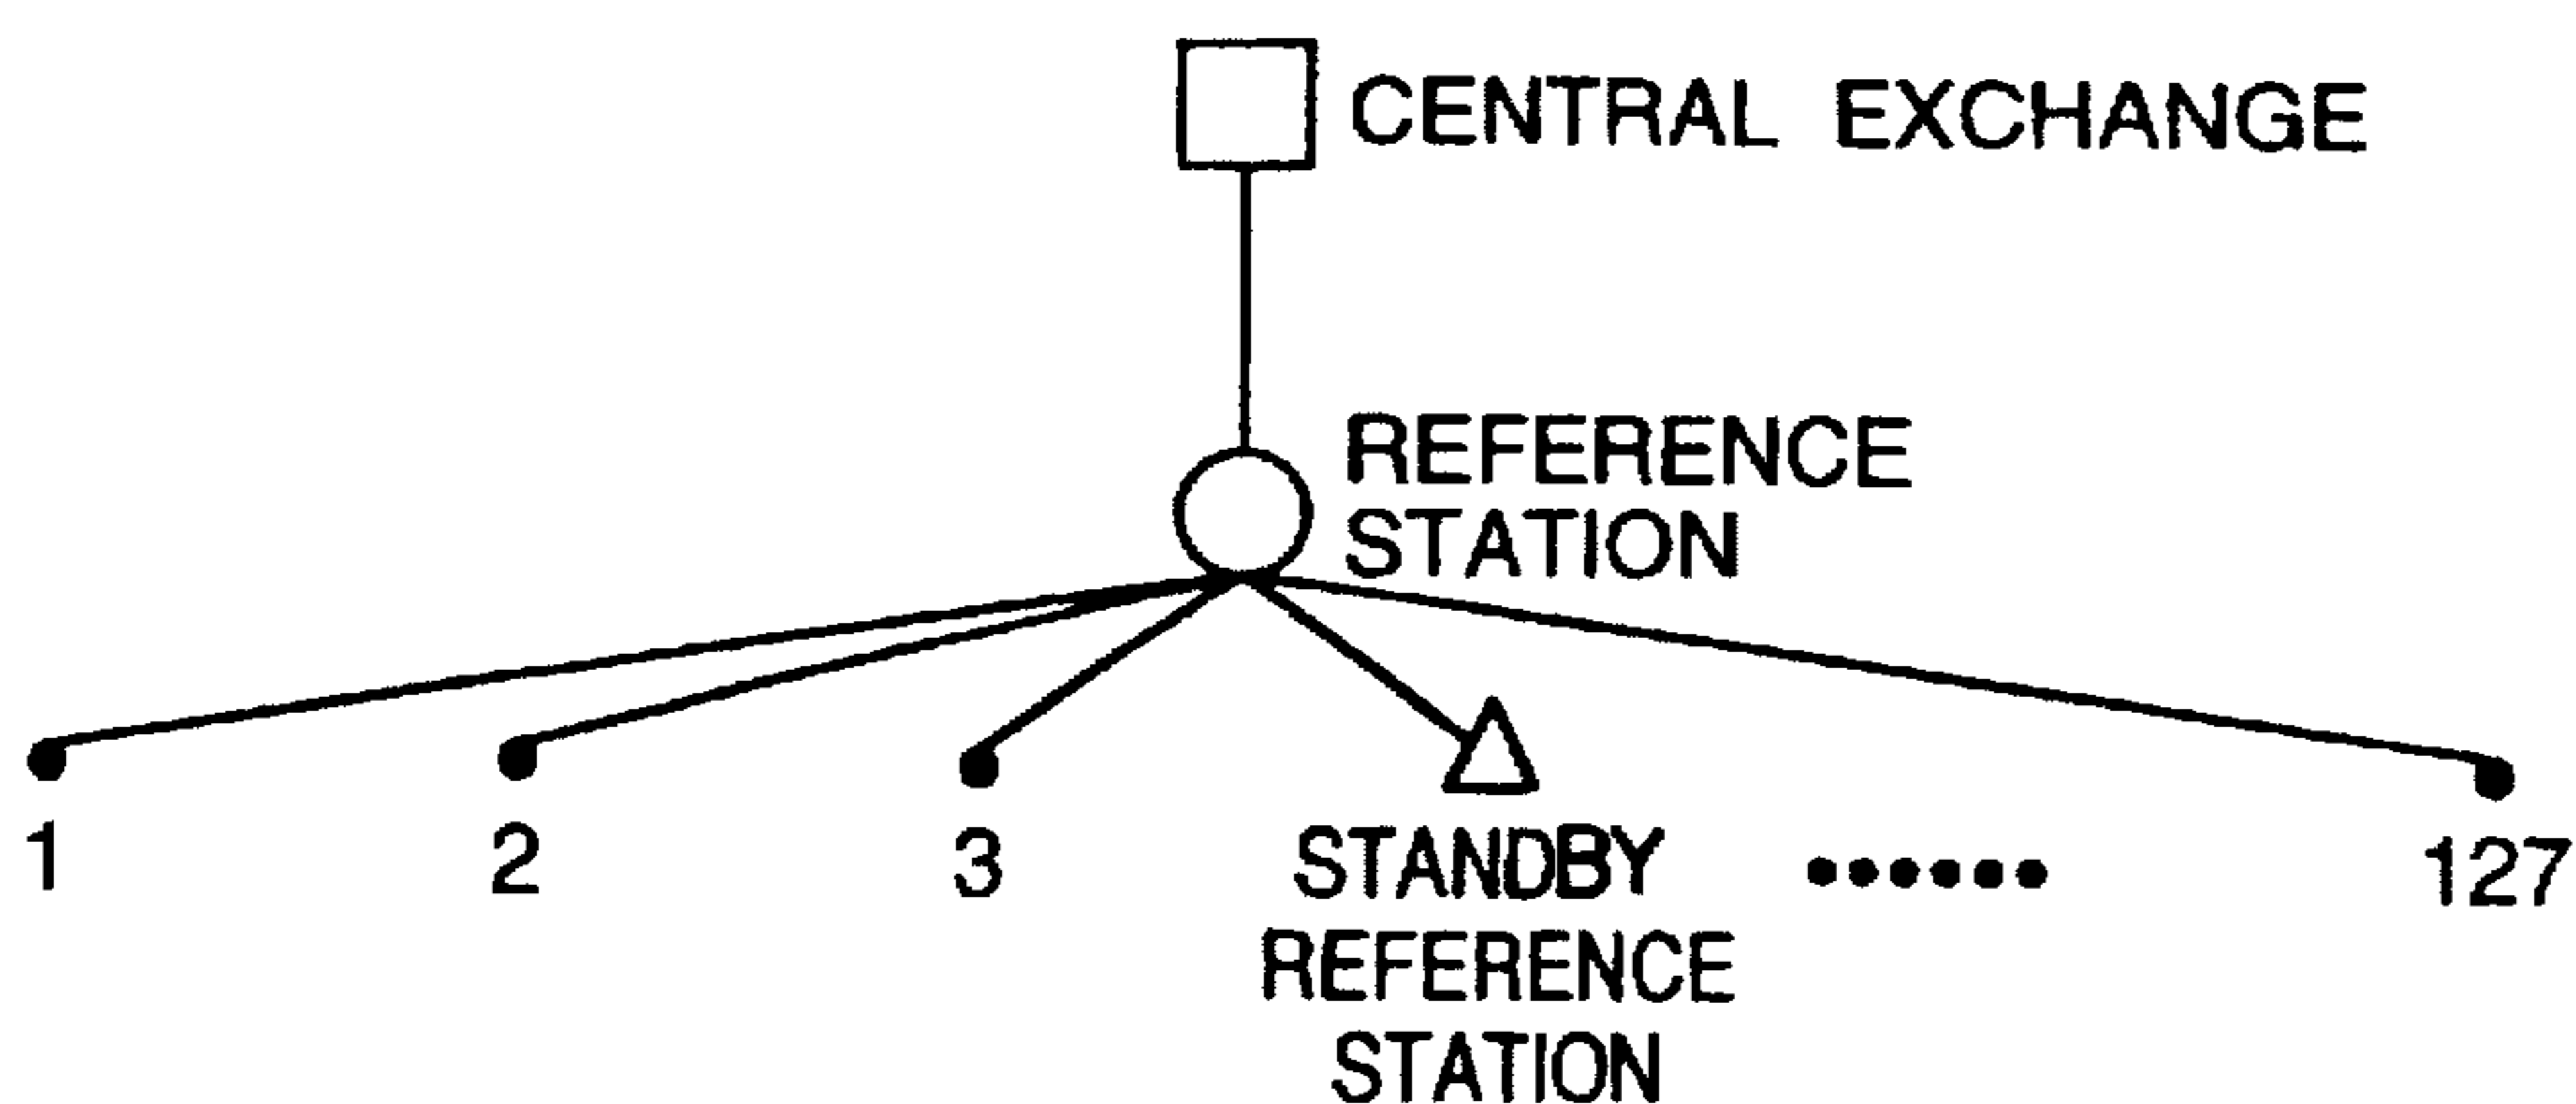 CENTRAL EXCHANGE
REFERENCE
STATION
1
2
3
STANDBY
REFERENCE
STATION
......
127